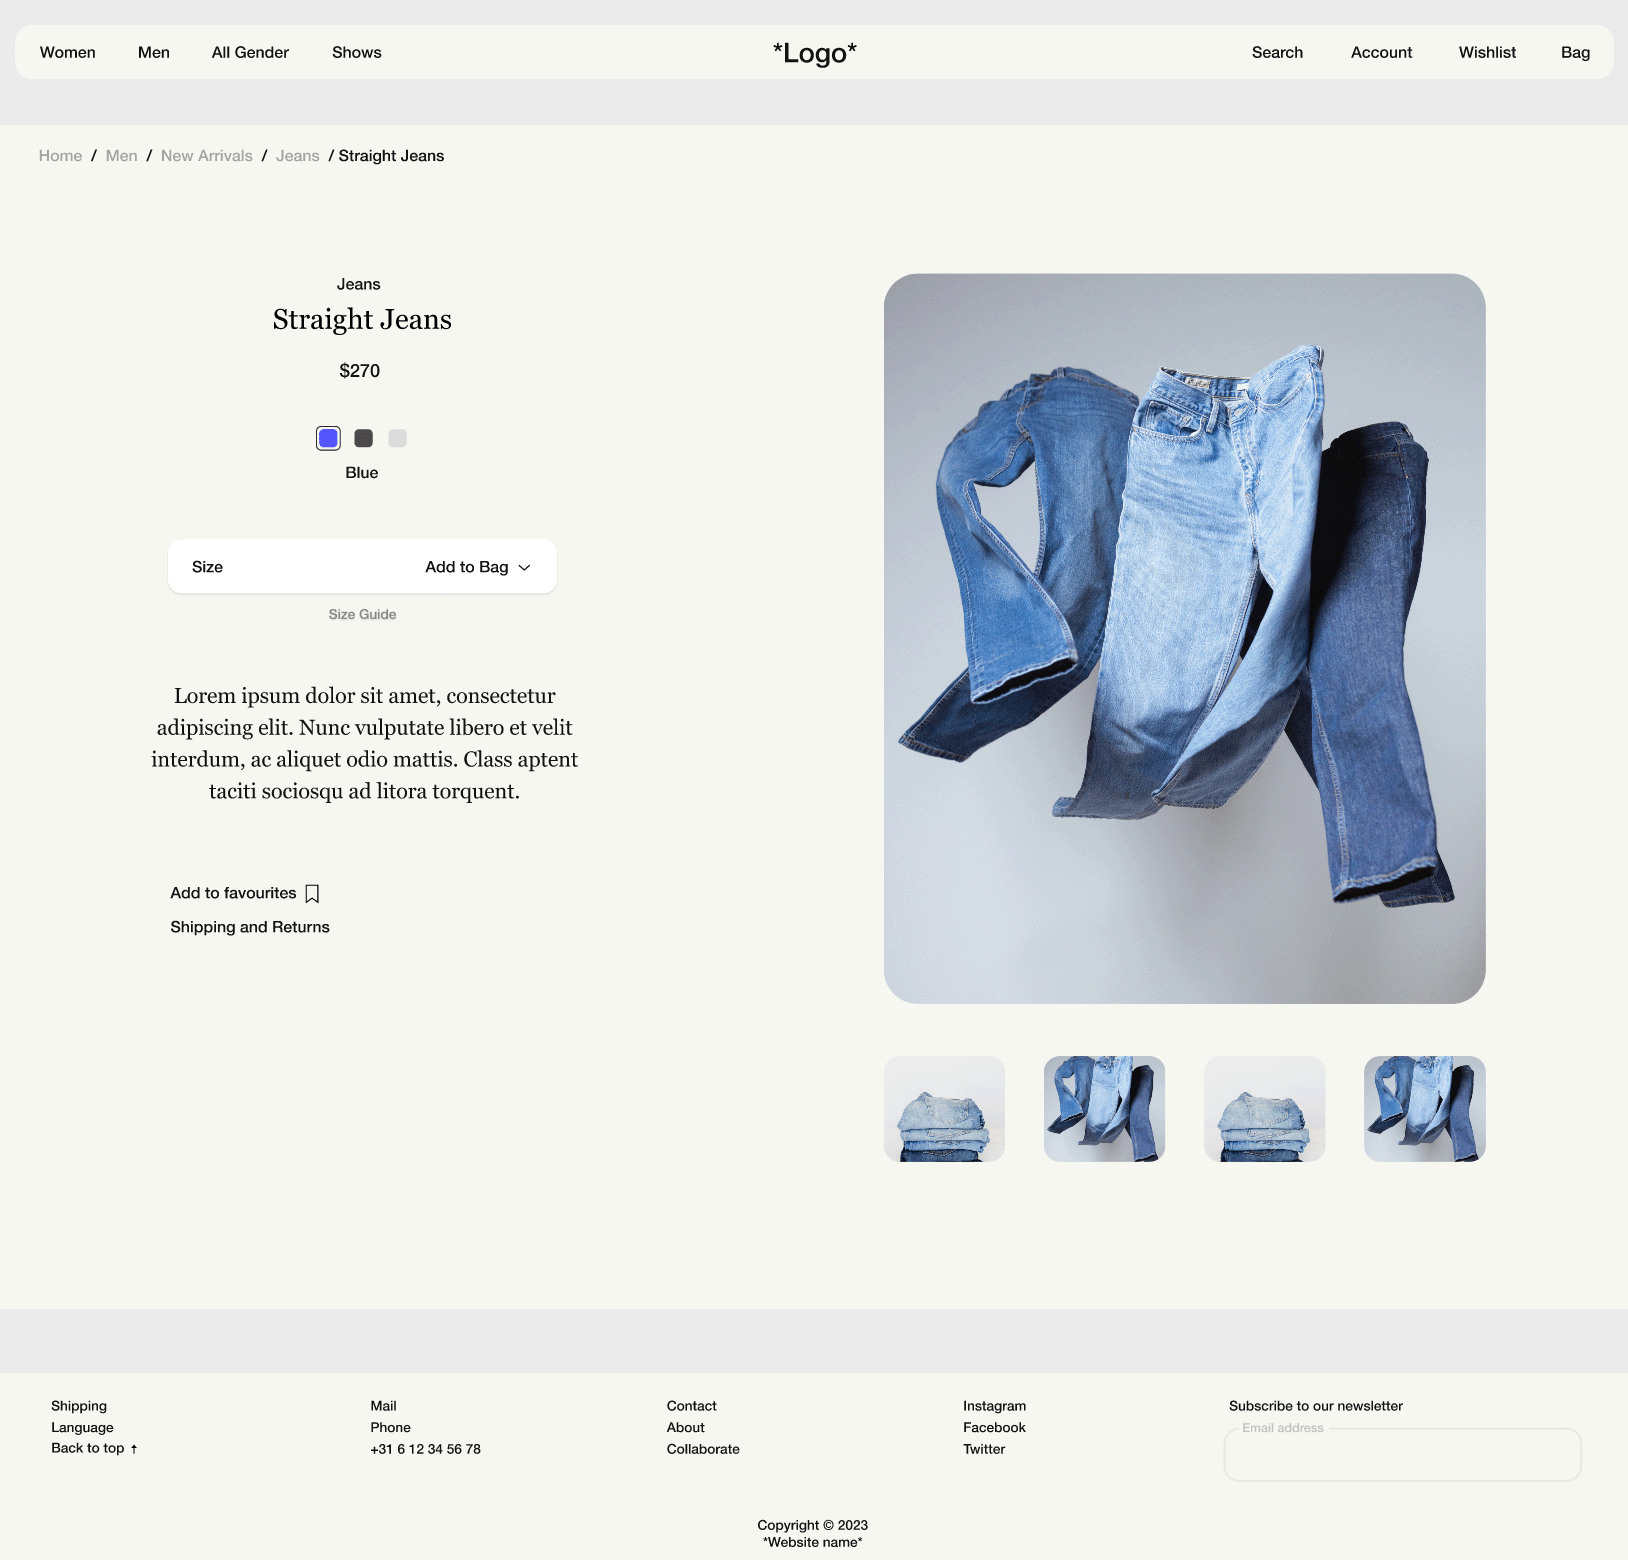 Women Men All Gender Shows *Logo* Search Account Wishlist Bag
Home / Men / New Arrivals / Jeans / Straight Jeans
Jeans
Straight Jeans
$270
Blue
Size Add to Bag
Size Guide
Lorem ipsum dolor sit amet, consectetur
adipiscing elit. Nunc vulputate libero et velit
interdum, ac aliquet odio mattis. Class aptent
taciti sociosqu ad litora torquent.
Add to favourites
Shipping and Returns
Shipping
Language
Back to top ↑
Mail
Phone
+31 6 12 34 56 78
Contact
About
Collaborate
Instagram
Facebook
Twitter
Subscribe to our newsletter
Email address
Copyright © 2023
*Website name*